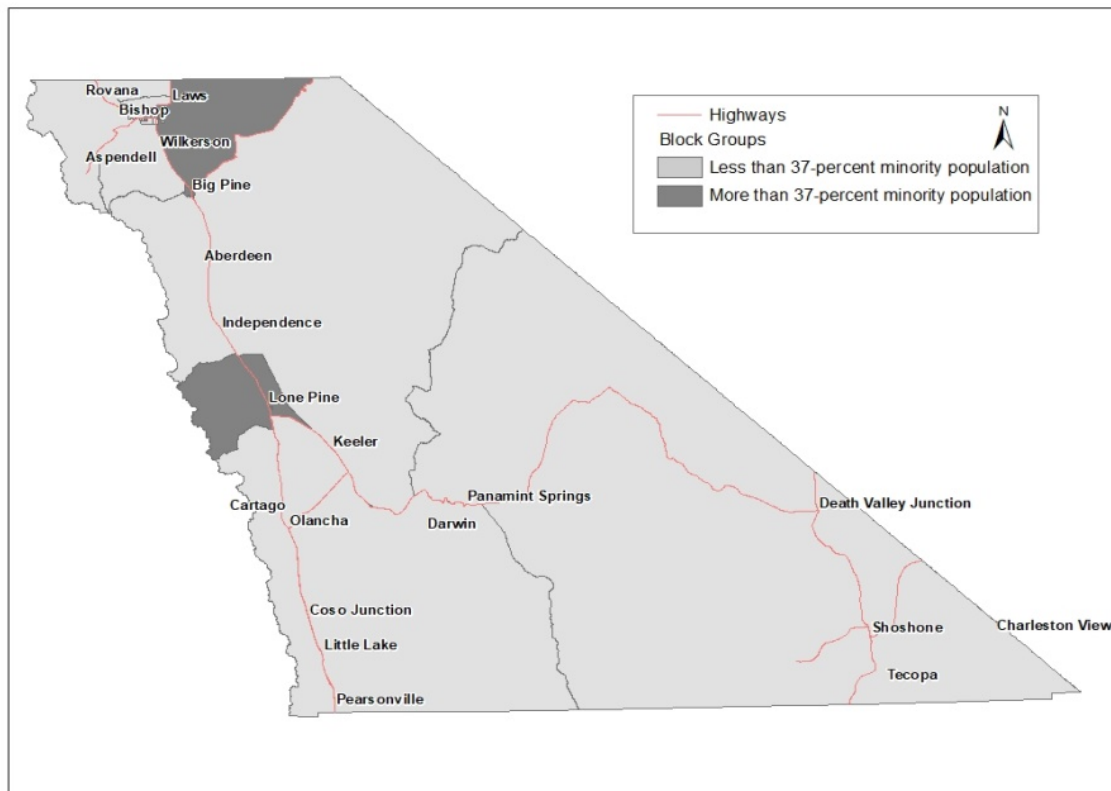 Rovana
Laws
Bishop
Wilkerson
Aspendell
Big Pine
Aberdeen
Independence
Lone Pine
Keeler
Cartago
Olancha
Darwin
Panamint Springs
Death Valley Junction
Coso Junction
Little Lake
Shoshone
Charleston View
Tecopa
Pearsonville
Highways
N
Block Groups
Less than 37-percent minority population
More than 37-percent minority population